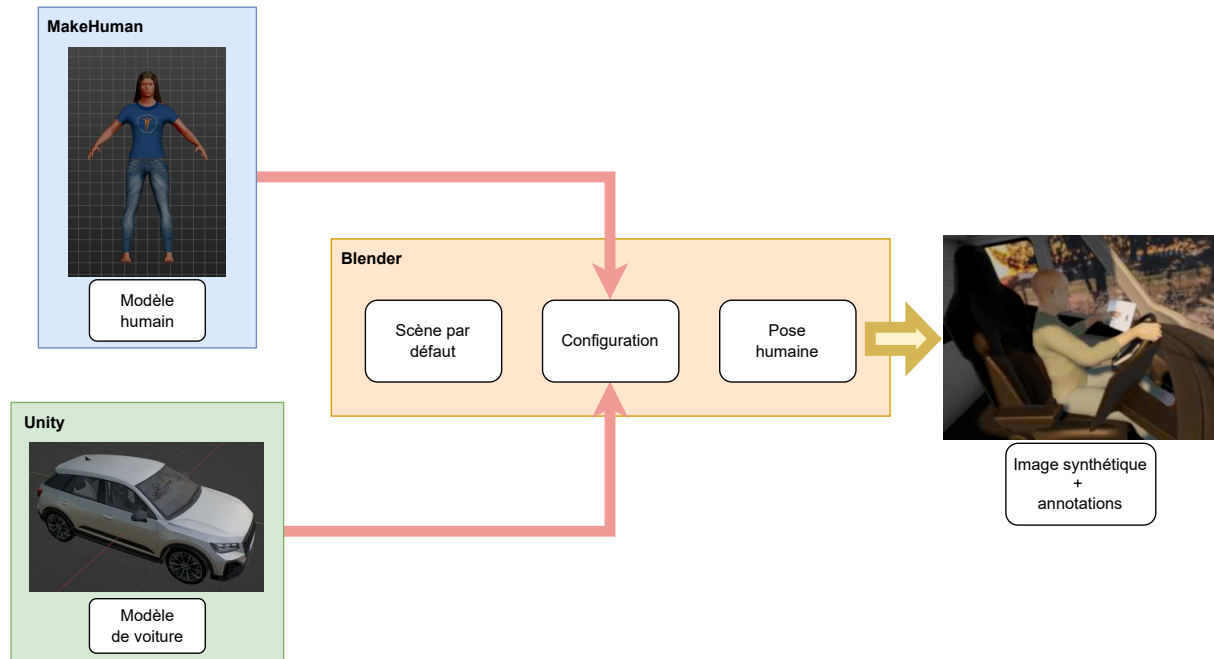 MakeHuman
Modèle
humain
Blender
Scène par
défaut
Configuration
Pose
humaine
Image synthétique
+
annotations
Unity
Modèle
de voiture